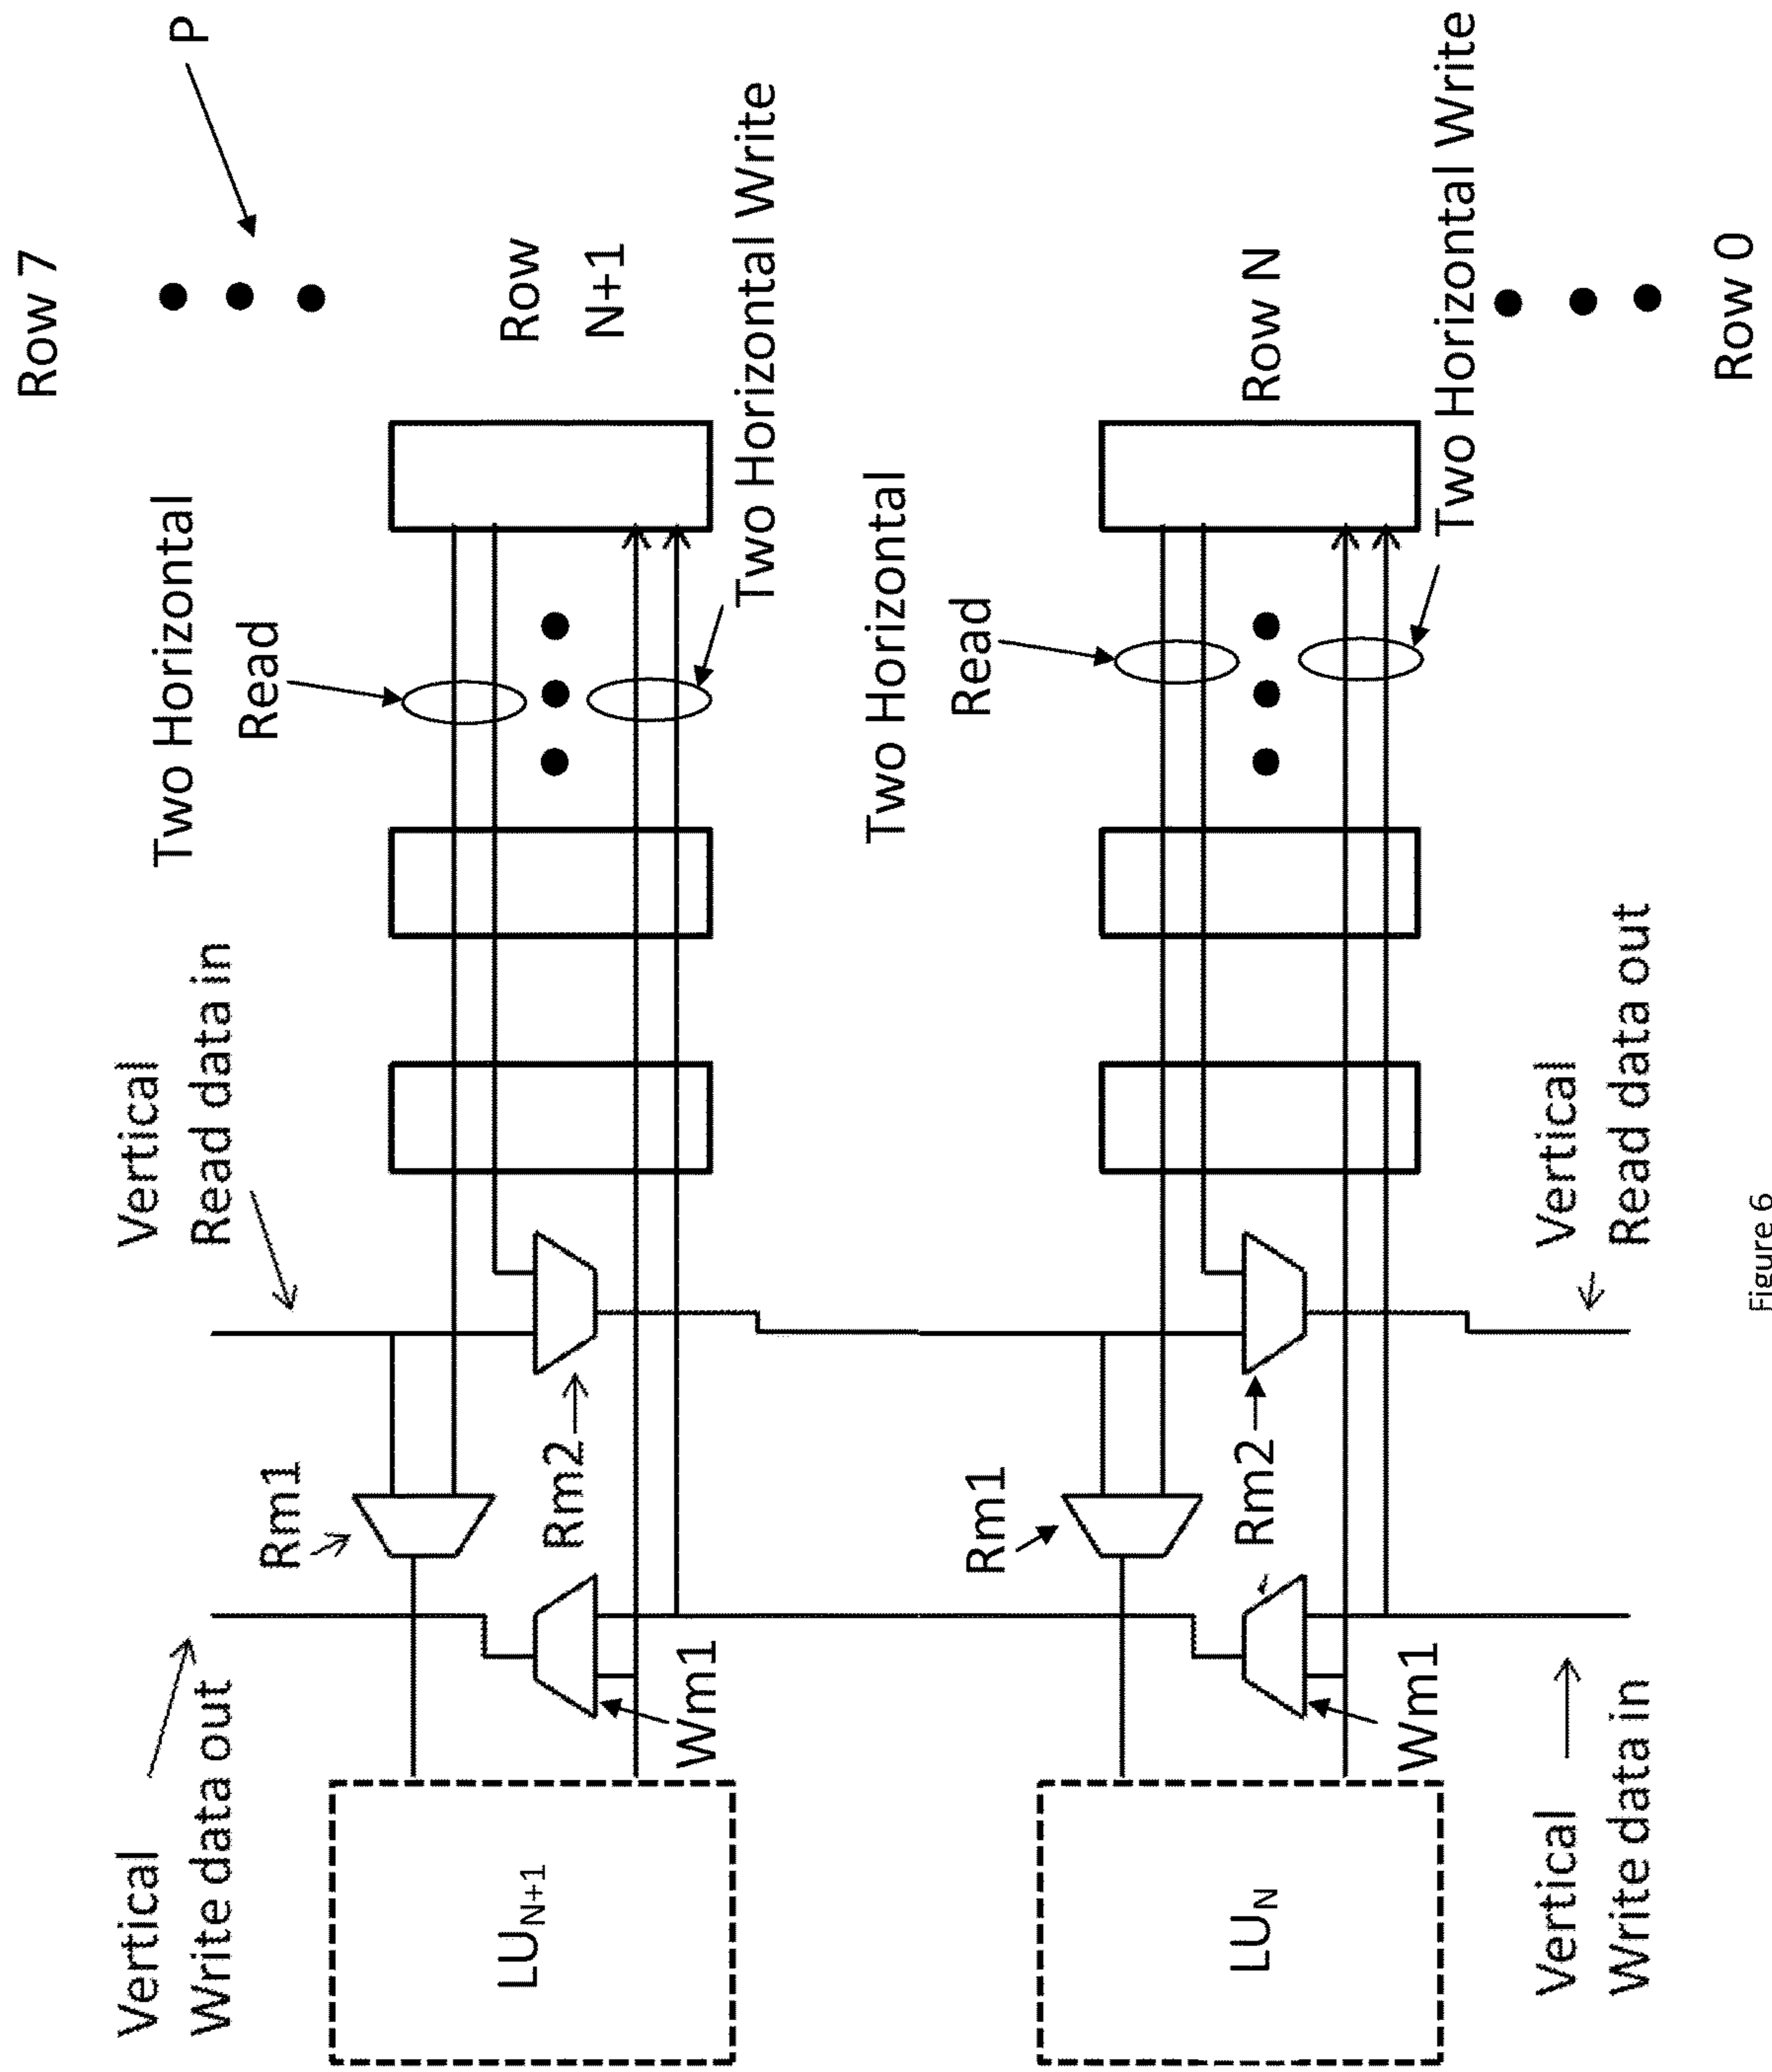 Row 7
P
Vertical
Write data out
Vertical
Read data in
Two Horizontal
Read
Rm1
LU_N+1
Rm2
Row
N+1
Wm1
Two Horizontal Write
Two Horizontal
Read
Rm1
LU_N
Rm2
Row N
Wm1
Two Horizontal Write
Vertical
Write data in
Vertical
Read data out
Row 0
Figure 6